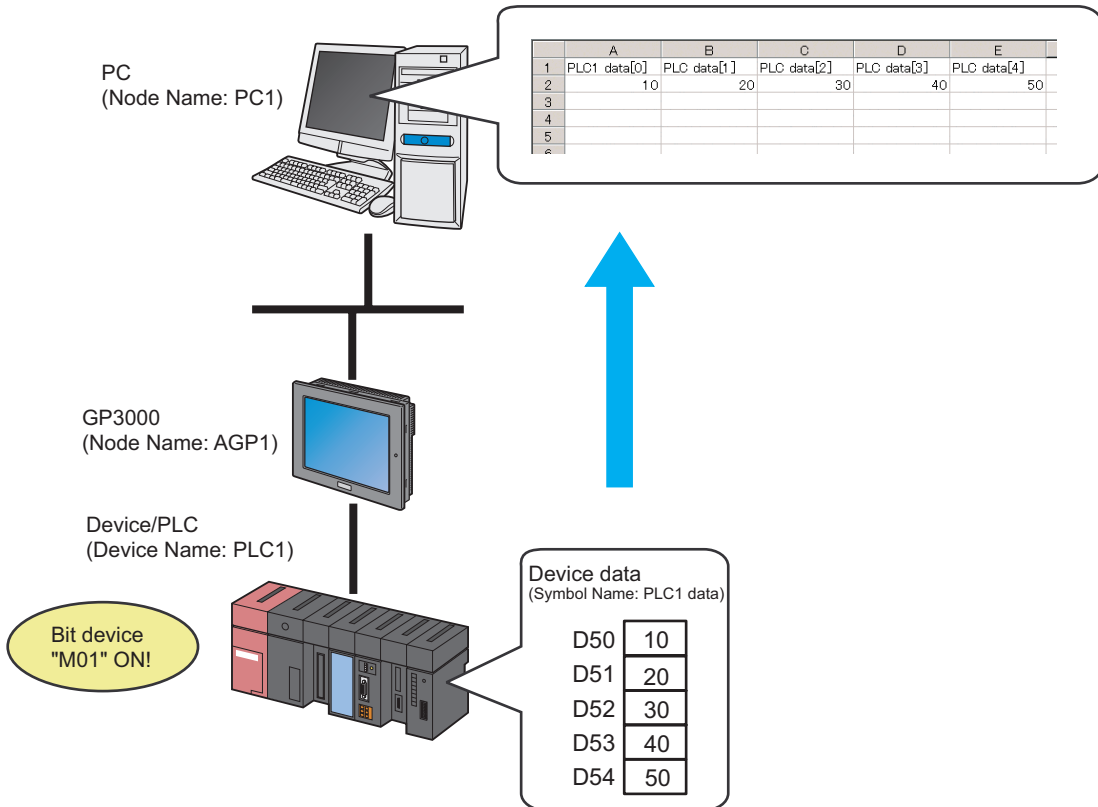 PC
(Node Name: PC1)
A B C D E
1 PLC1 data[0] PLC data[1] PLC data[2] PLC data[3] PLC data[4]
2 10 20 30 40 50
3
4
5
6
GP3000
(Node Name: AGP1)
Device/PLC
(Device Name: PLC1)
Bit device
"M01" ON!
Device data
(Symbol Name: PLC1 data)
D50 10
D51 20
D52 30
D53 40
D54 50